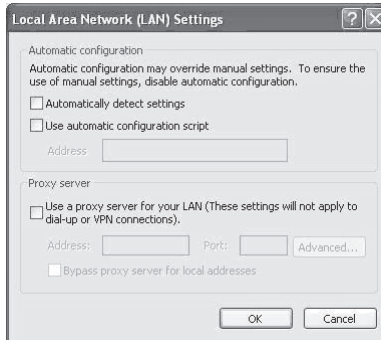 Local Area Network (LAN) Settings
Automatic configuration
Automatic configuration may override manual settings. To ensure the
use of manual settings, disable automatic configuration.
Automatically detect settings
Use automatic configuration script
Address
Proxy server
Use a proxy server for your LAN (These settings will not apply to
dial-up or VPN connections).
Address: Port: Advanced...
Bypass proxy server for local addresses
OK Cancel